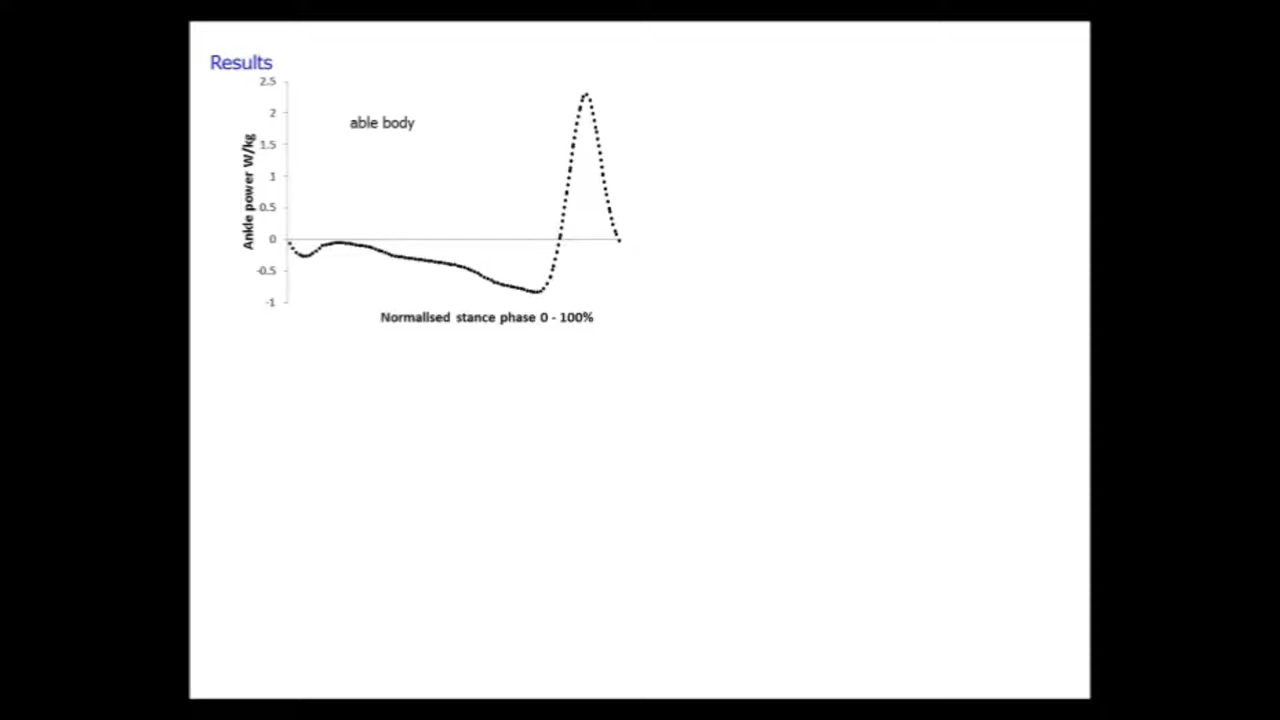 Results
2.5
able body
2
1.5
1
0.5
0
-0.5
-1
Ankle power W/kg
Normalised stance phase 0 - 100%